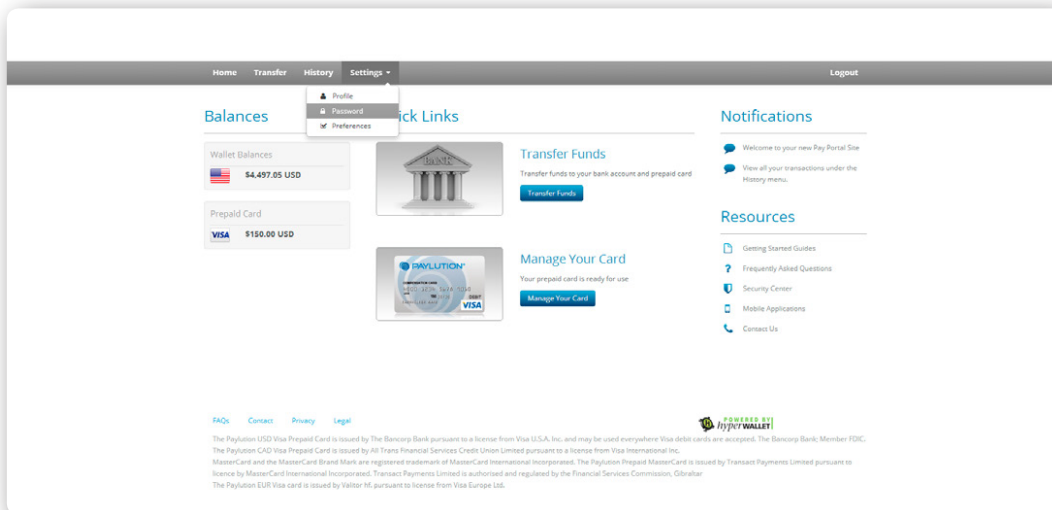 Home Transfer History Settings Logout
Profile
Password
Preferences
Balances
Wallet Balances
$4,497.05 USD
Prepaid Card
VISA $150.00 USD
ick Links
BANK
Transfer Funds
Transfer funds to your bank account and prepaid card
Transfer Funds
PAYLUTION
DEBIT
VISA
Manage Your Card
Your prepaid card is ready for use
Manage Your Card
Notifications
Welcome to your new Pay Portal Site
View all your transactions under the
History menu.
Resources
Getting Started Guides
Frequently Asked Questions
Security Center
Mobile Applications
Contact Us
FAQs Contact Privacy Legal
POWERED BY
hyperWALLET
The Paylution USD Visa Prepaid Card is issued by The Bancorp Bank pursuant to a license from Visa U.S.A. Inc. and may be used everywhere Visa debit cards are accepted. The Bancorp Bank; Member FDIC.
The Paylution CAD Visa Prepaid Card is issued by All Trans Financial Services Credit Union Limited pursuant to a license from Visa International Inc.
MasterCard and the MasterCard Brand Mark are registered trademark of MasterCard International Incorporated. The Paylution Prepaid MasterCard is issued by Transact Payments Limited pursuant to
licence by MasterCard International Incorporated. Transact Payments Limited is authorised and regulated by the Financial Services Commission, Gibraltar
The Paylution EUR Visa card is issued by Valitor hf. pursuant to license from Visa Europe Ltd.